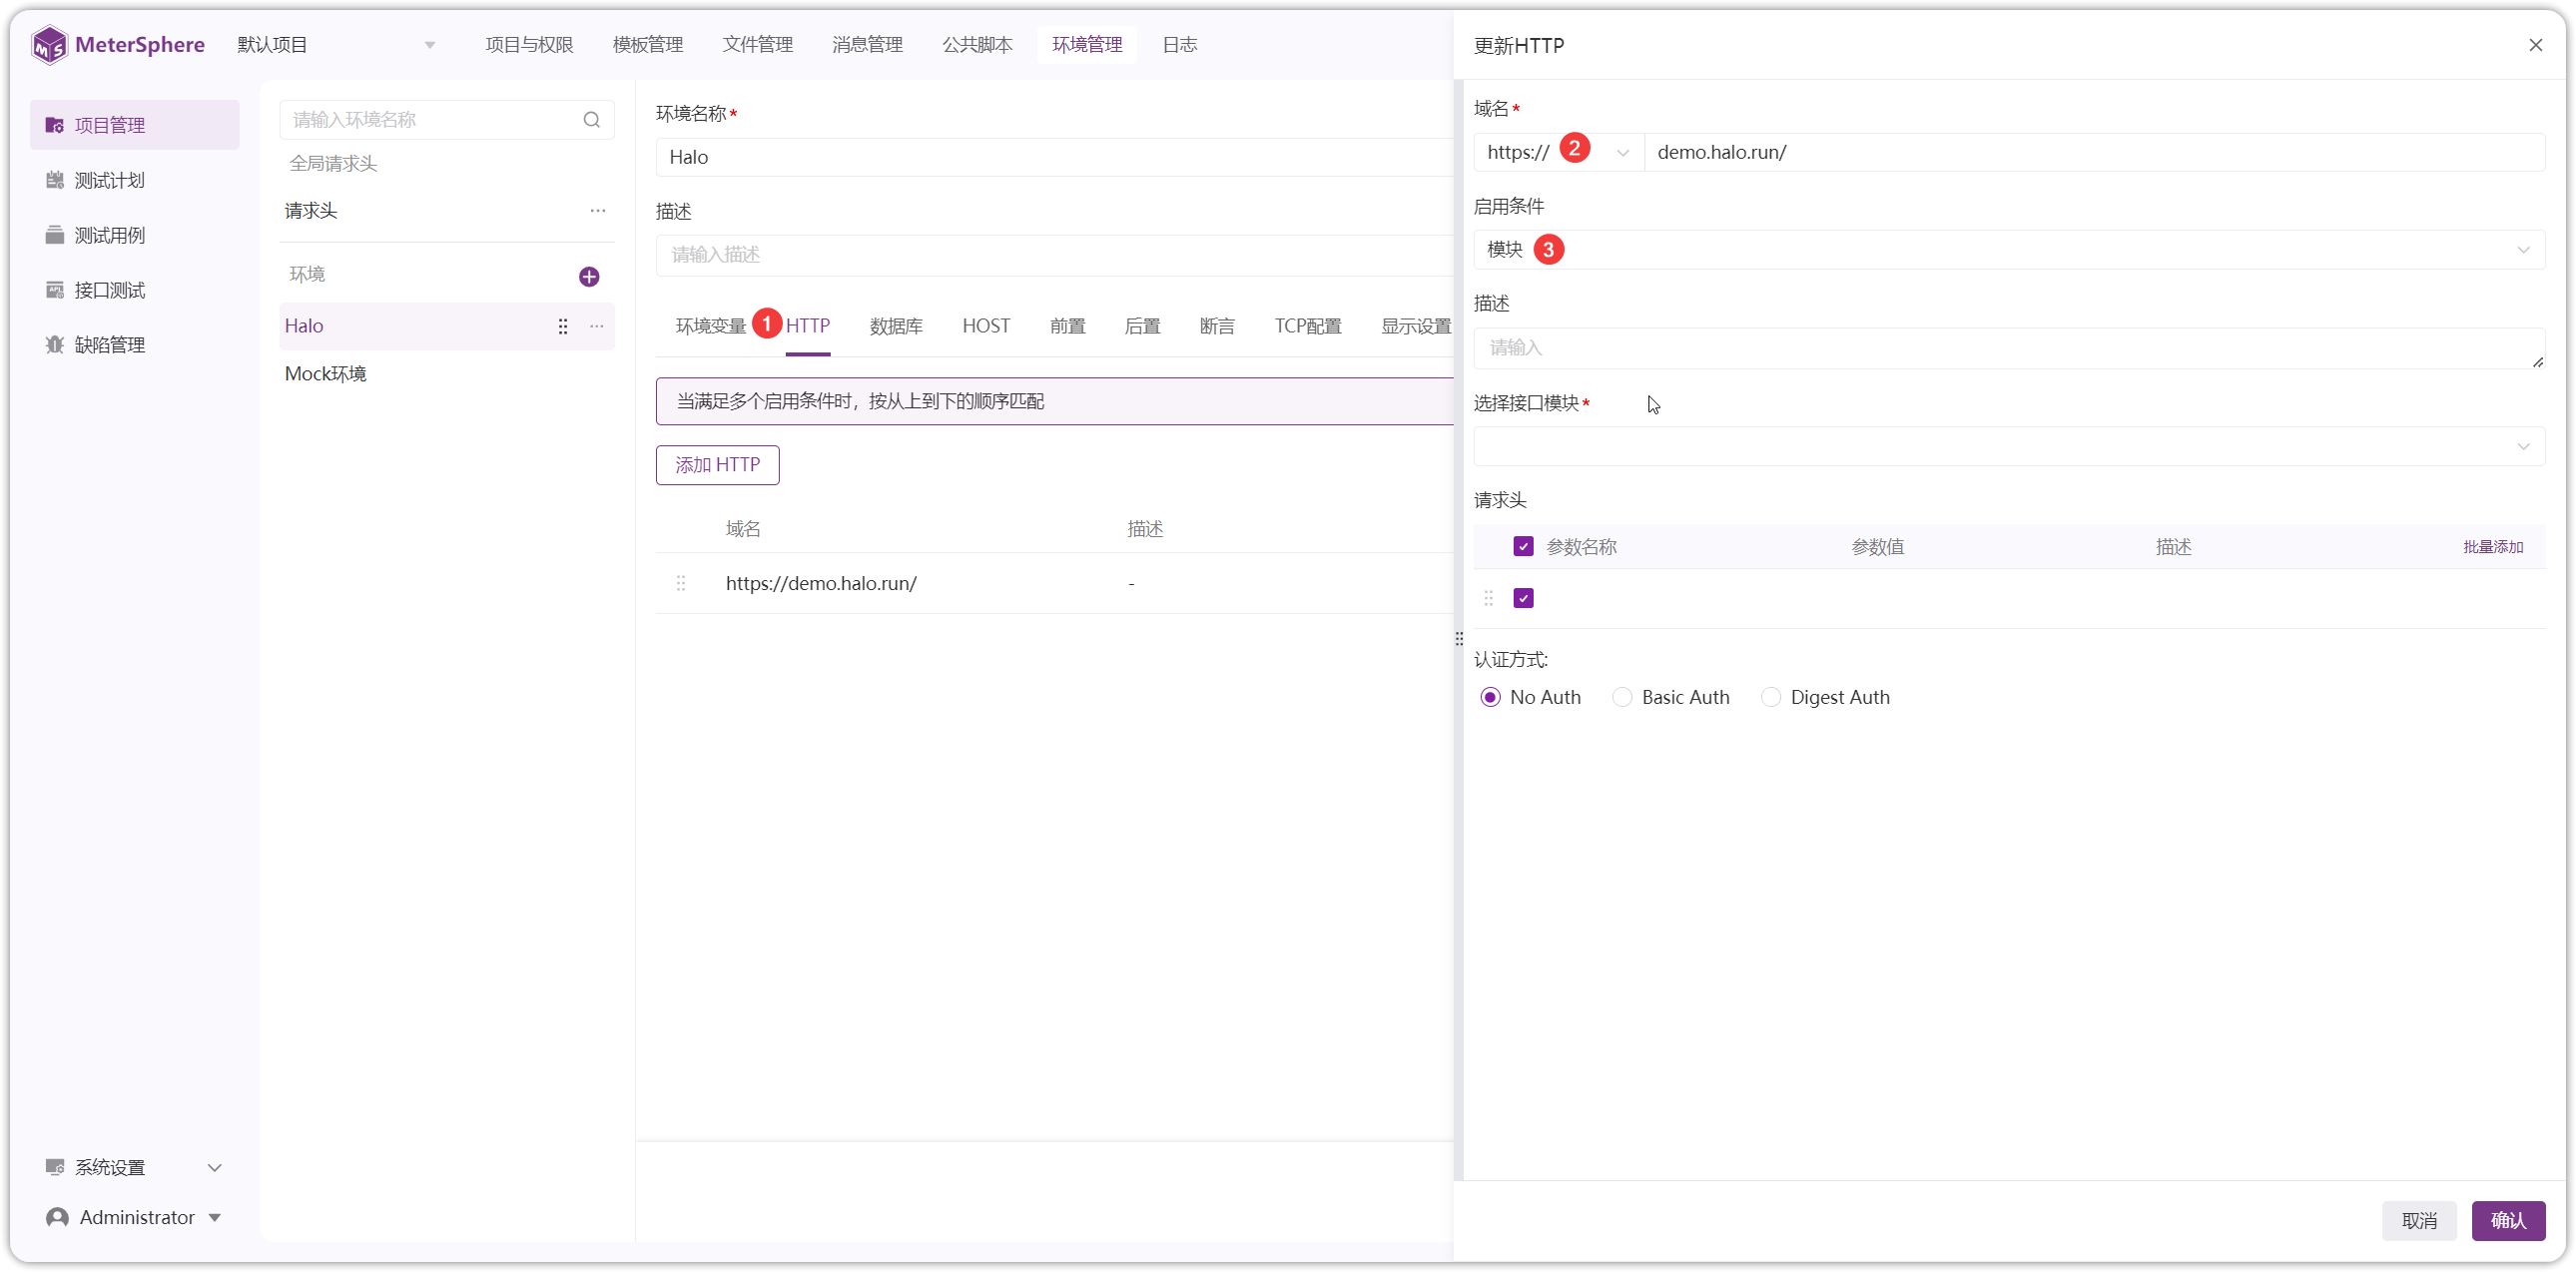 MeterSphere
默认项目
项目与权限 模板管理 文件管理 消息管理 公共脚本 环境管理 日志
项目管理
测试计划
测试用例
接口测试
缺陷管理
系统设置
Administrator
请输入环境名称
全局请求头
请求头
环境
Halo
Mock环境
环境名称*
Halo
描述
请输入描述
环境变量 1 HTTP 数据库 HOST 前置 后置 断言 TCP配置 显示设置
当满足多个启用条件时，按从上到下的顺序匹配
添加 HTTP
域名 描述
https://demo.halo.run/ -
更新HTTP
域名*
https:// 2 demo.halo.run/
启用条件
模块 3
描述
请输入
选择接口模块*
请求头
参数名称 参数值 描述 批量添加
认证方式:
No Auth Basic Auth Digest Auth
取消 确认